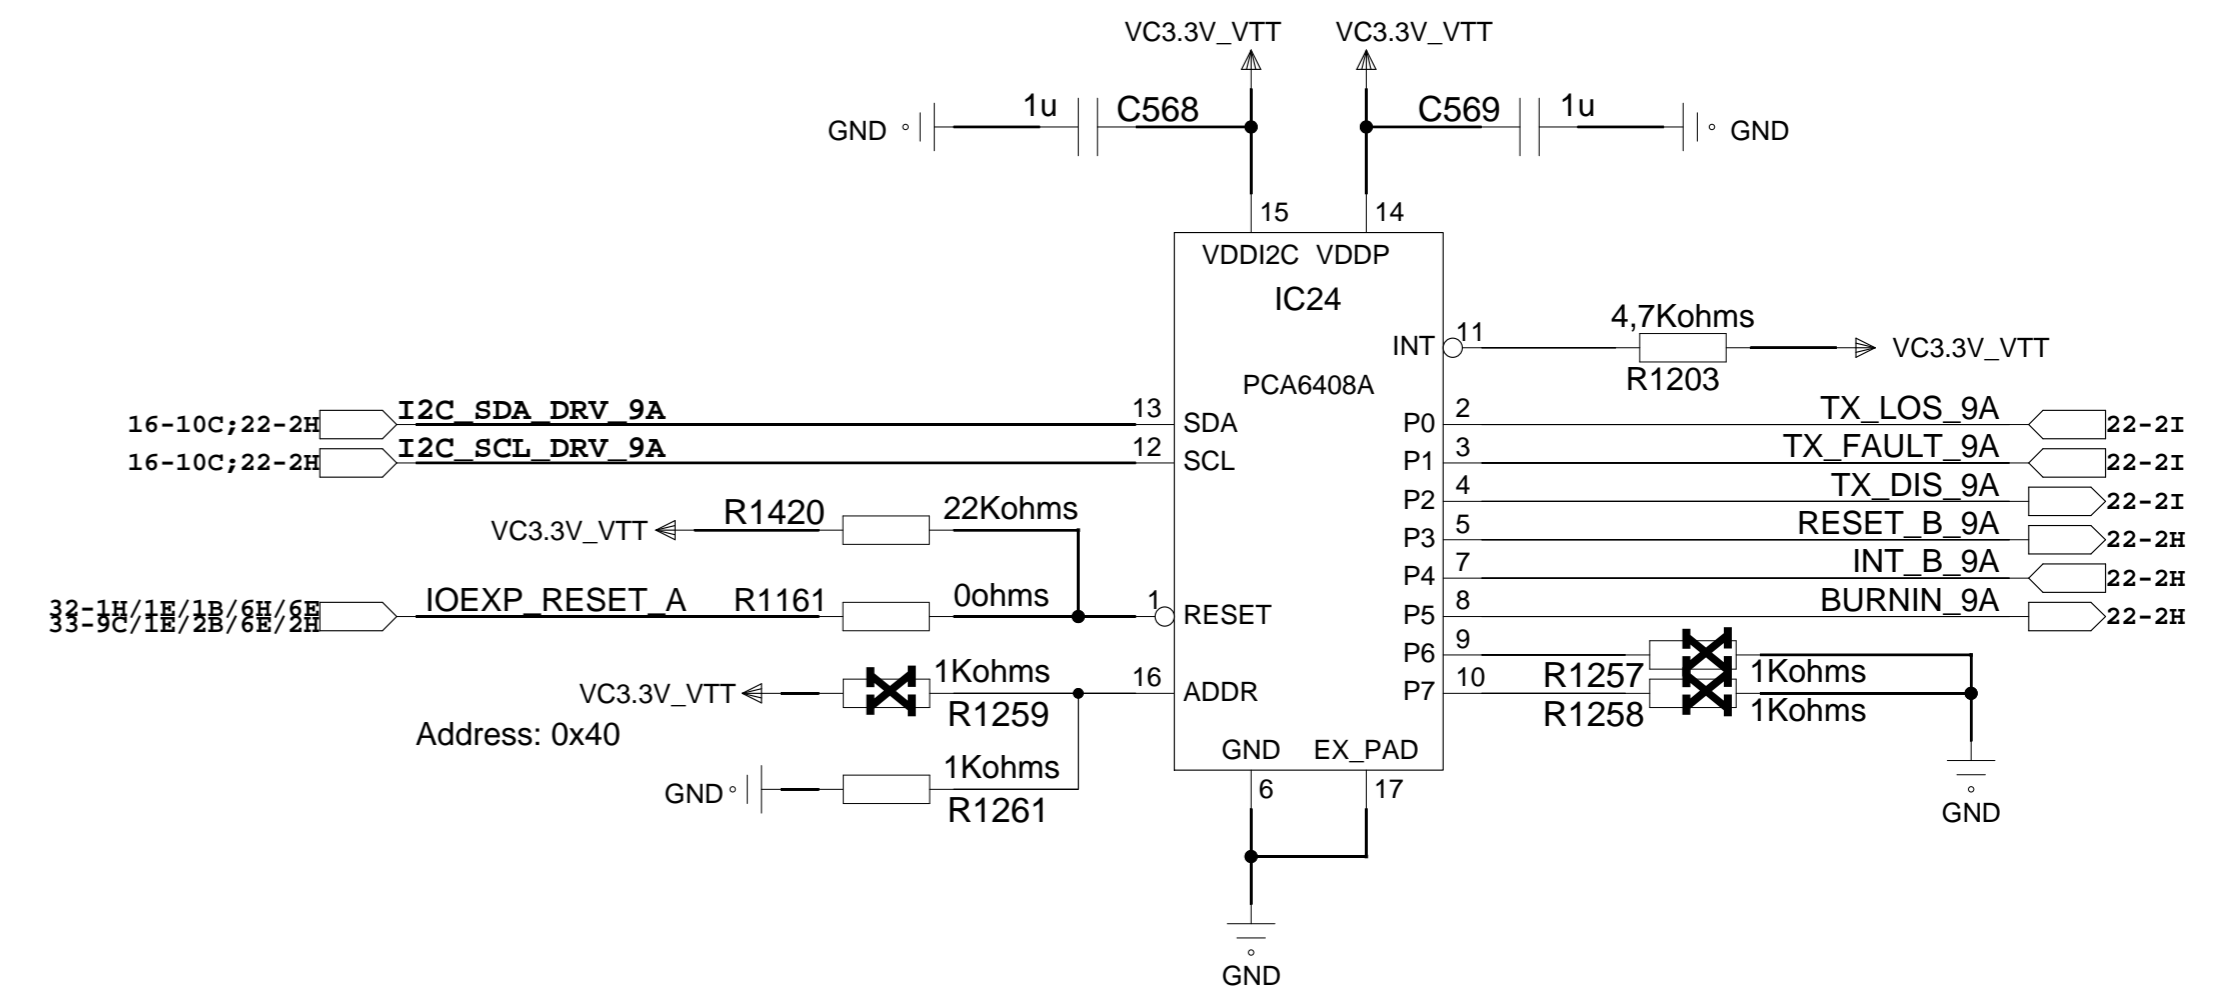 VC3.3V_VTT VC3.3V_VTT
GND 1u C568 C569 1u GND
15 14
VDDI2C VDDP
IC24
4,7Kohms
INT 11 VC3.3V_VTT
R1203
PCA6408A
16-10C;22-2H I2C_SDA_DRV_9A 13 SDA P0 2 TX_LOS_9A 22-2I
16-10C;22-2H I2C_SCL_DRV_9A 12 SCL P1 3 TX_FAULT_9A 22-2I
P2 4 TX_DIS_9A 22-2I
VC3.3V_VTT R1420 22Kohms P3 5 RESET_B_9A 22-2H
P4 7 INT_B_9A 22-2H
32-1H/1E/1B/6H/6E
33-9C/1E/2B/6E/2H
IOEXP_RESET_A R1161 0ohms 1 RESET P5 8 BURNIN_9A 22-2H
P6 9 R1257 1Kohms
VC3.3V_VTT 1Kohms 16 ADDR P7 10 R1258 1Kohms
R1259
Address: 0x40
GND EX_PAD
GND 1Kohms 6 17
R1261
GND
GND